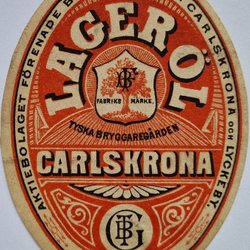 AKTIEBOLAGET FÖRENADE B
CARLSKRONA OCH LYCKEBY
LAGERÖL
FABRIKS MÄRKE.
TYSKA BRYGGAREGÅRDEN
CARLSKRONA